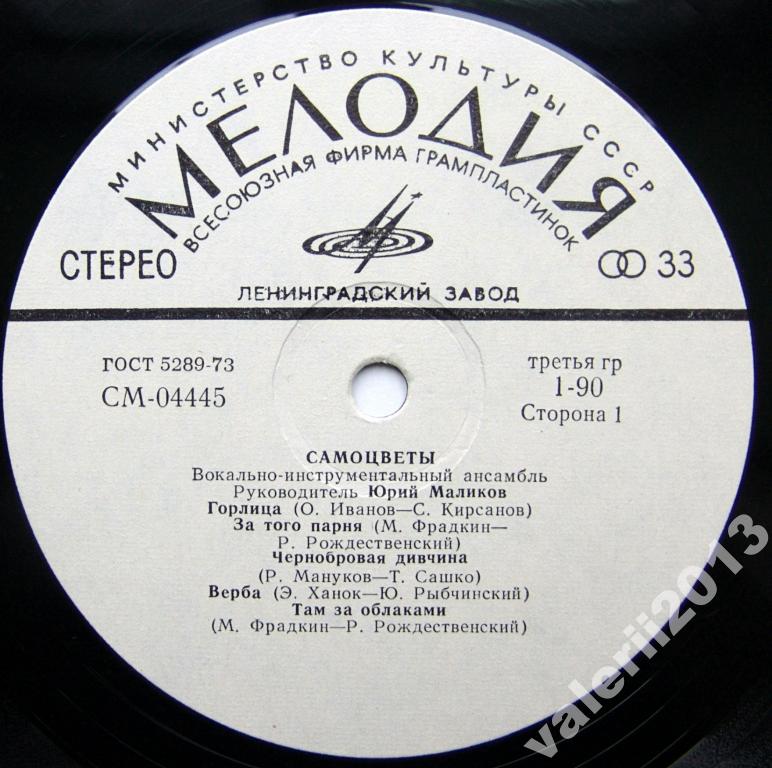 МИНИСТЕРСТВО КУЛЬТУРЫ СССР
МЕЛОДИЯ
ВСЕСОЮЗНАЯ ФИРМА ГРАМПЛАСТИНОК
СТЕРЕО
33
ЛЕНИНГРАДСКИЙ ЗАВОД
ГОСТ 5289-73
СМ-04445
третья гр
1-90
Сторона 1
САМОЦВЕТЫ
Вокально-инструментальный ансамбль
Руководитель Юрий Маликов
Горлица (О. Иванов—С. Кирсанов)
За того парня (М. Фрадкин—
Р. Рождественский)
Чернобровая дивчина
(Р. Мануков—Т. Сашко)
Верба (Э. Ханок—Ю. Рыбчинский)
Там за облаками
(М. Фрадкин—Р. Рождественский)
valerii2013